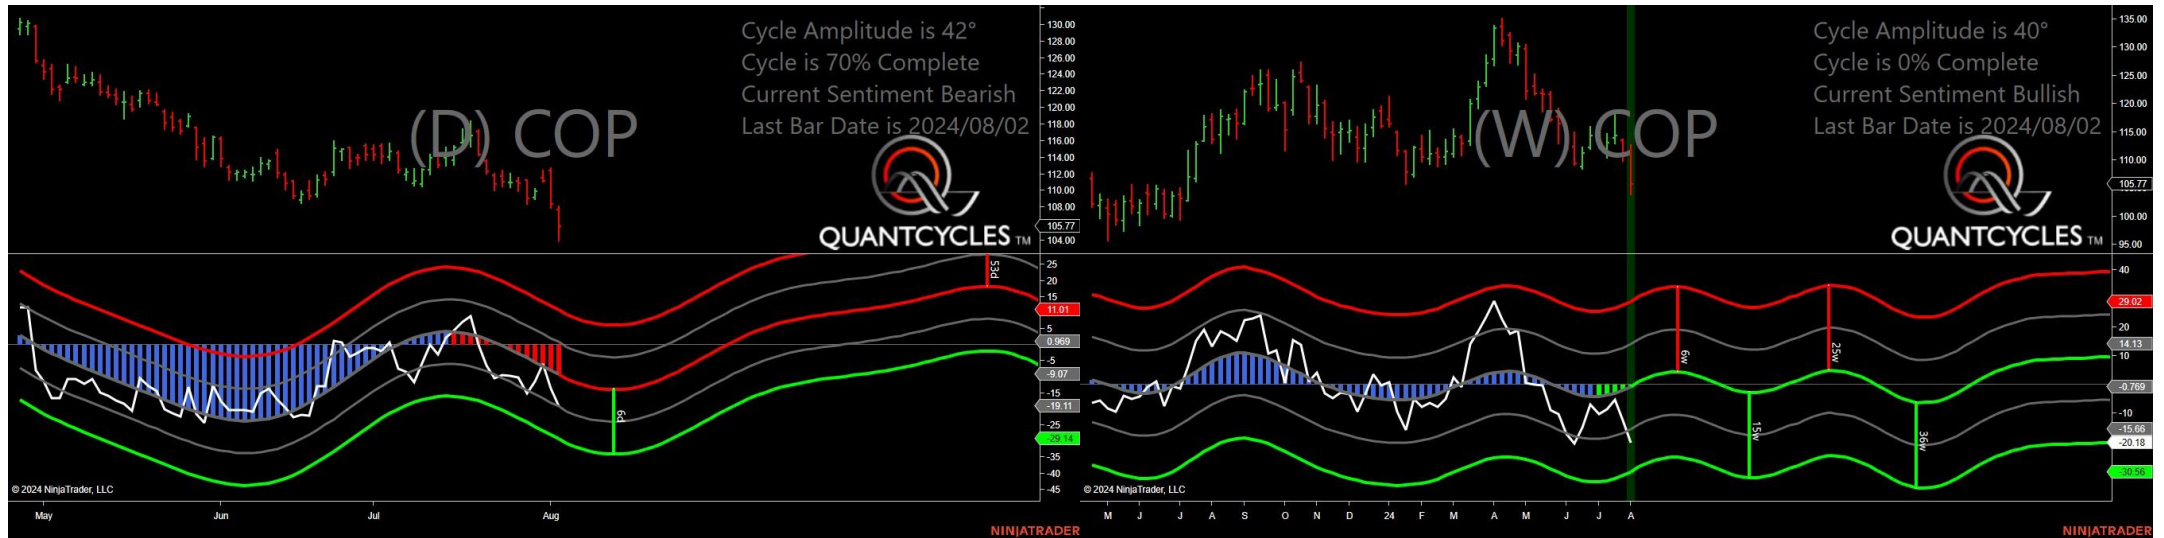 Cycle Amplitude is 42°
Cycle is 70% Complete
Current Sentiment Bearish
Last Bar Date is 2024/08/02
(D) COP
QUANTCYCLES TM
130.00
128.00
126.00
124.00
122.00
120.00
118.00
116.00
114.00
112.00
110.00
108.00
105.77
104.00
53d
25
20
15
11.01
5
0.969
-5
-9.07
-15
-19.11
6d
-25
-29.14
-35
-40
-45
© 2024 NinjaTrader, LLC
May
Jun
Jul
Aug
NINJATRADER
Cycle Amplitude is 40°
Cycle is 0% Complete
Current Sentiment Bullish
Last Bar Date is 2024/08/02
(W) COP
QUANTCYCLES TM
135.00
130.00
125.00
120.00
115.00
110.00
105.77
100.00
95.00
40
29.02
20
14.13
6w
25w
10
-0.769
-10
15w
-15.66
36w
-20.18
-30.56
© 2024 NinjaTrader, LLC
M
J
J
A
S
O
N
D
24
F
M
A
M
J
J
A
NINJATRADER